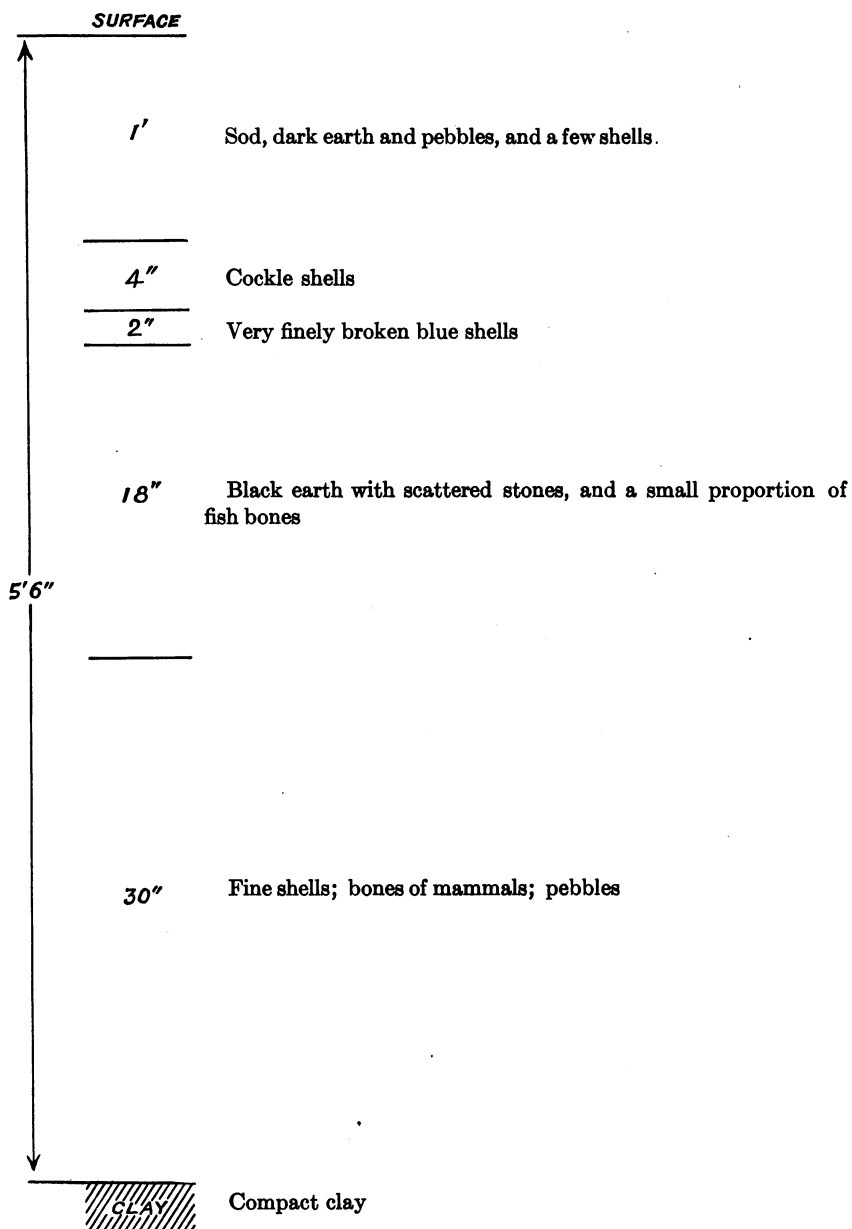 SURFACE
1' Sod, dark earth and pebbles, and a few shells.
4" Cockle shells
2" Very finely broken blue shells
18" Black earth with scattered stones, and a small proportion of
fish bones
5'6"
30" Fine shells; bones of mammals; pebbles
CLAY Compact clay